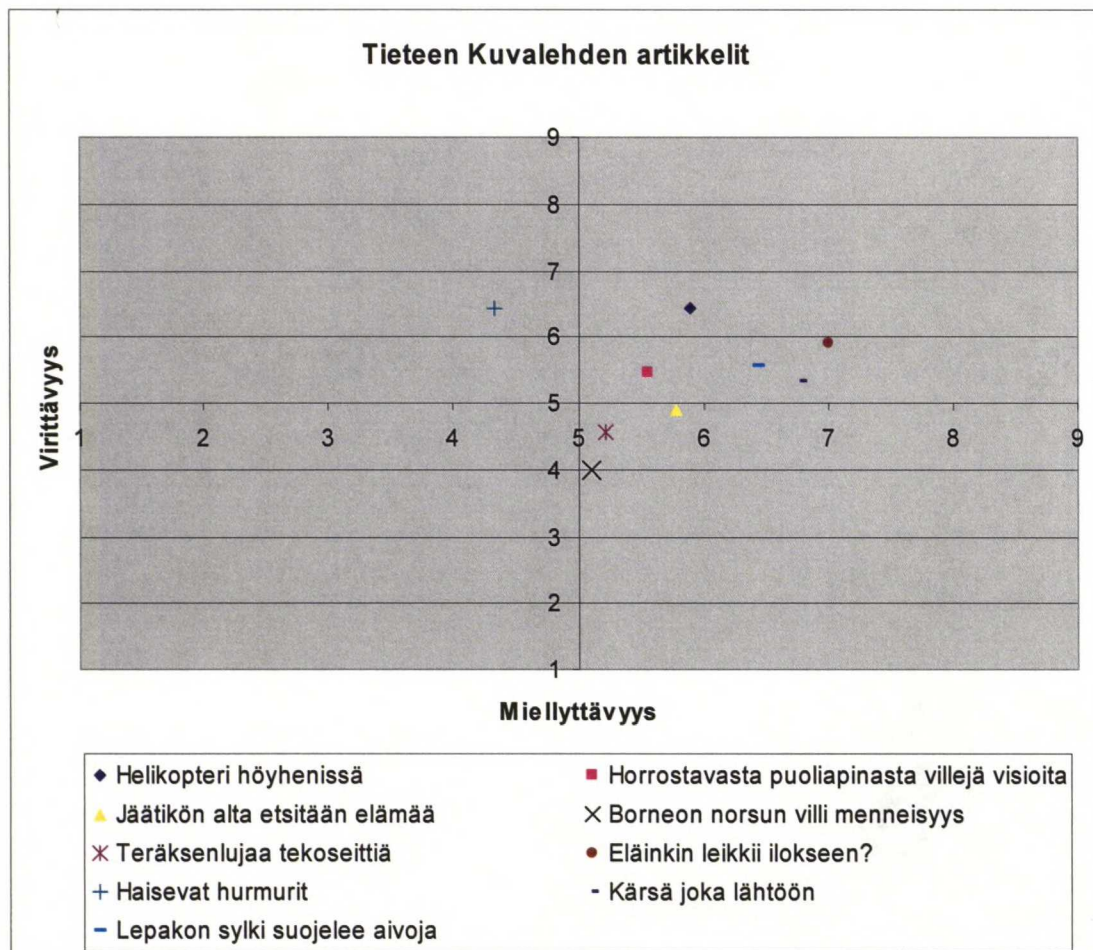 Tieteen Kuvalehden artikkelit
Virittävyys
9
8
7
6
5
1 2 3 4 5 6 7 8 9
4
3
2
1
Miellyttävyys
Helikopteri höyhenissä
Horrostavasta puoliapinasta villejä visioita
Jäätikön alta etsitään elämää
Borneon norsun villi menneisyys
Teräksenlujaa tekoseittiä
Eläinkin leikkii ilokseen?
Haisevat hurmurit
Kärsä joka lähtöön
Lepakon sylki suojelee aivoja